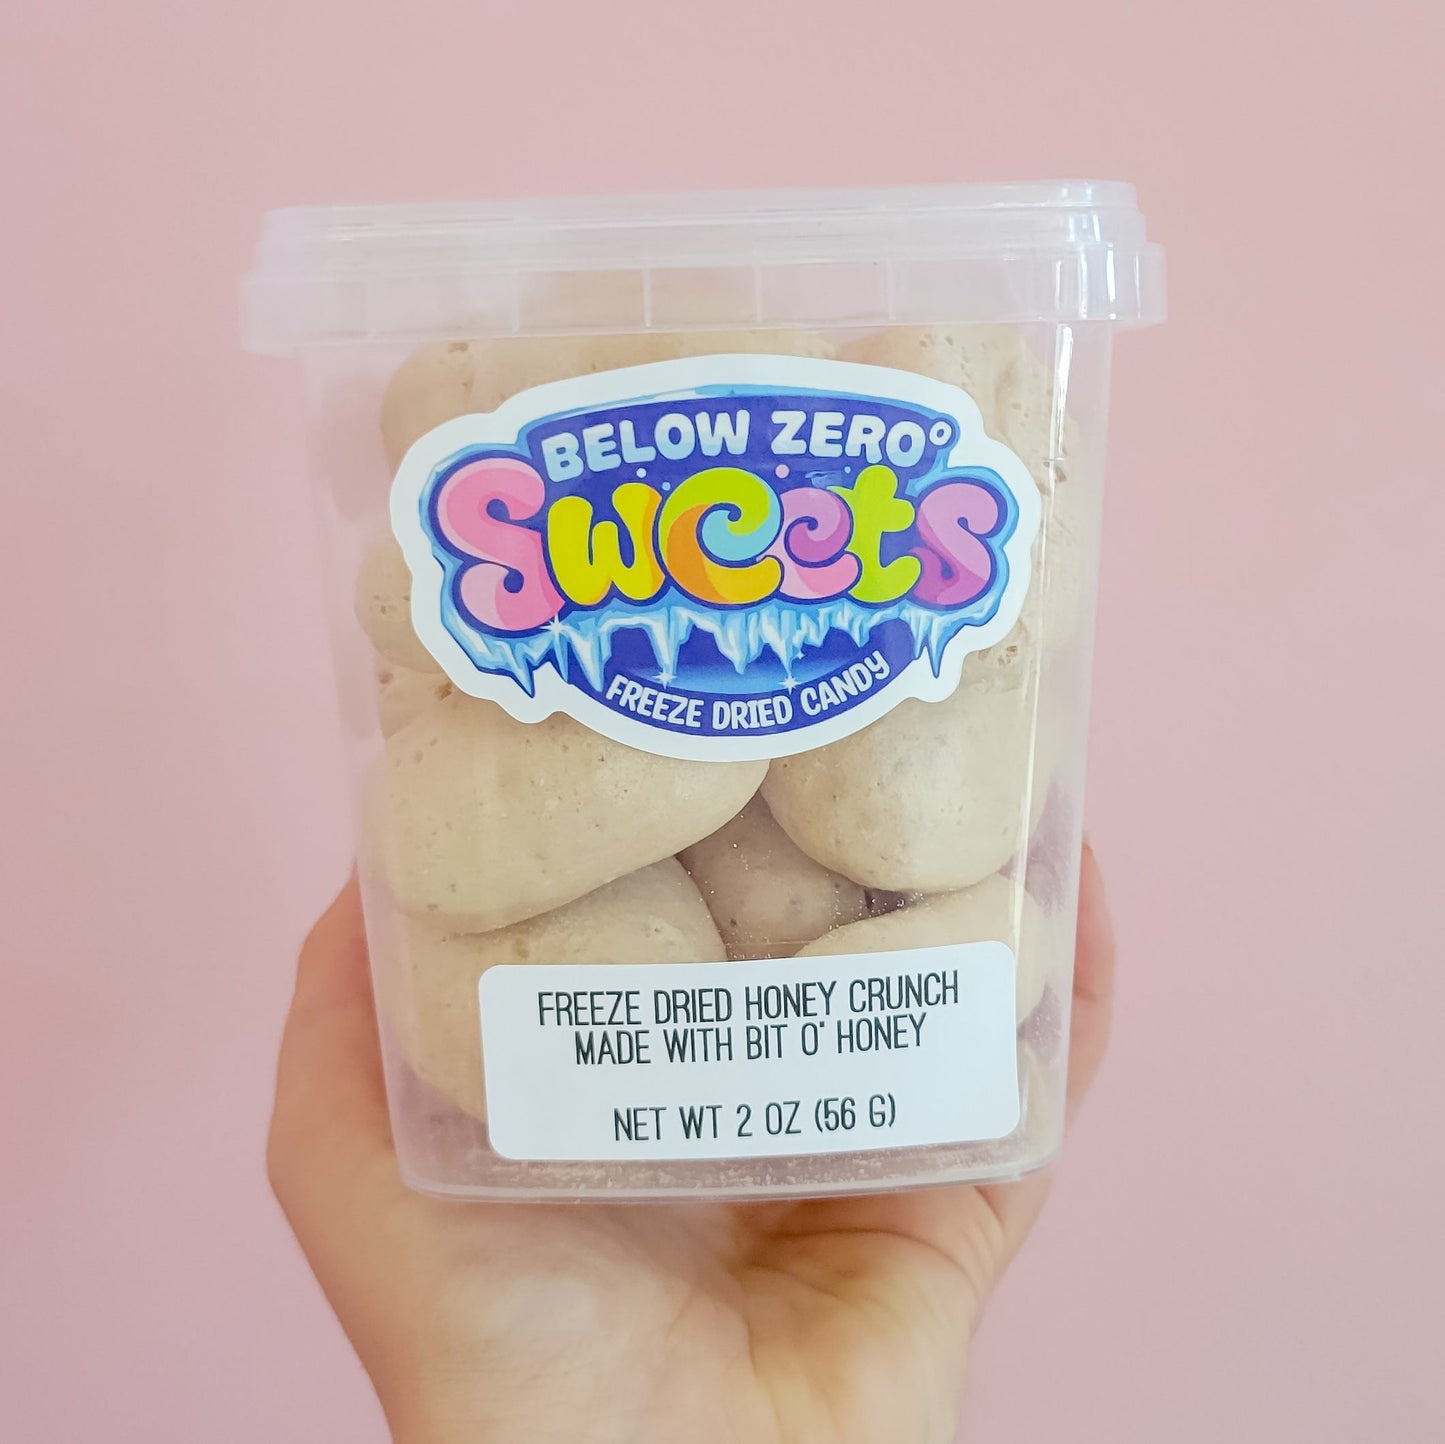 BELOW ZERO°
Sweets
FREEZE DRIED CANDY
FREEZE DRIED HONEY CRUNCH
MADE WITH BIT O' HONEY
NET WT 2 OZ (56 G)